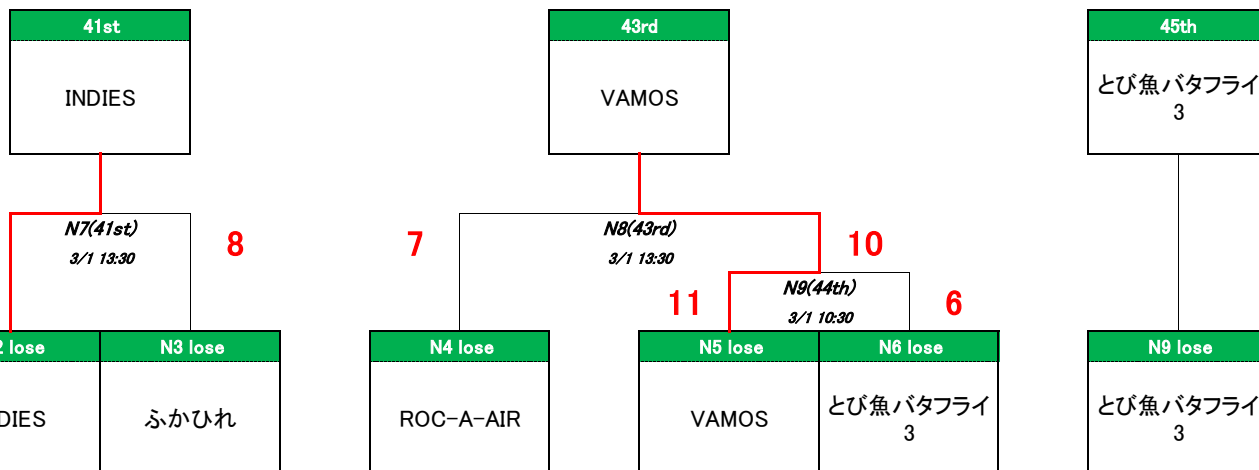 41st
43rd
45th
INDIES
VAMOS
とび魚バタフライ
3
N7(41st)
3/1 13:30
8
7
N8(43rd)
3/1 13:30
10
11
N9(44th)
3/1 10:30
6
2 lose
N3 lose
N4 lose
N5 lose
N6 lose
N9 lose
DIES
ふかひれ
ROC-A-AIR
VAMOS
とび魚バタフライ
3
とび魚バタフライ
3